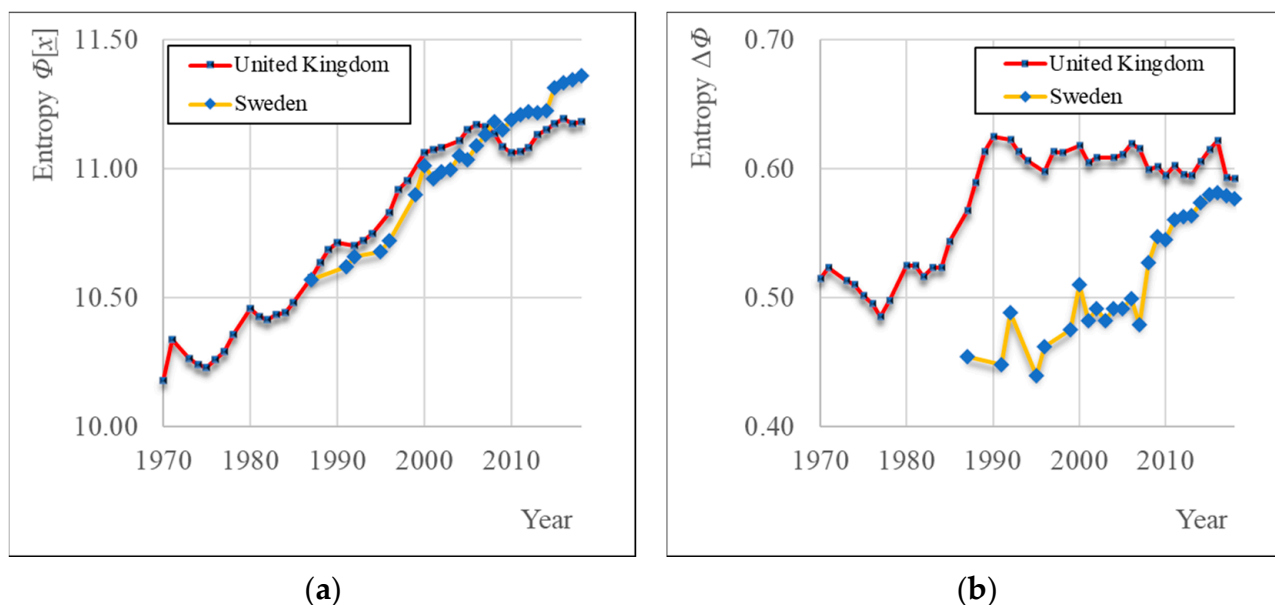 Entropy Φ[x]
11.50
11.00
10.50
10.00
United Kingdom
Sweden
1970 1980 1990 2000 2010
Year
(a)
Entropy ΔΦ
0.70
0.60
0.50
0.40
United Kingdom
Sweden
1970 1980 1990 2000 2010
Year
(b)